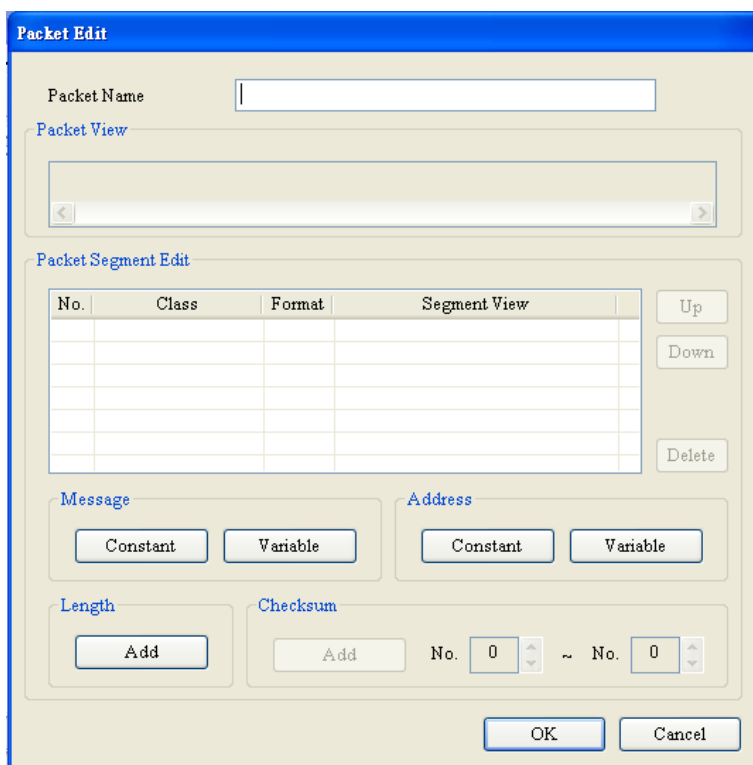 Packet Edit
Packet Name
Packet View
Packet Segment Edit
No. Class Format Segment View
Up
Down
Delete
Message
Constant Variable
Address
Constant Variable
Length
Add
Checksum
Add No. 0 ~ No. 0
OK Cancel